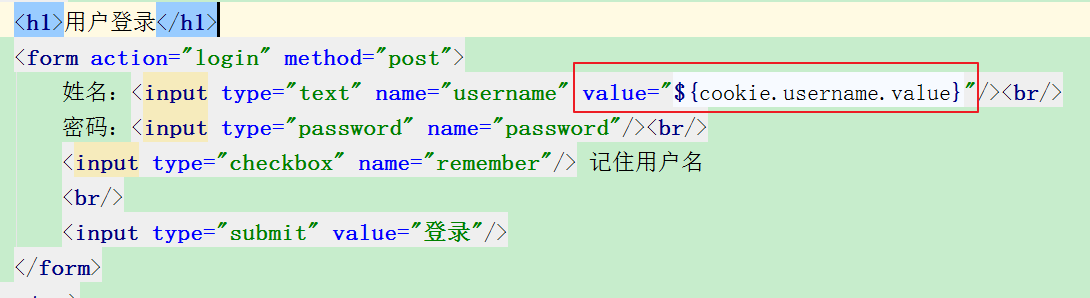 <h1>用户登录</h1>
<form action="login" method="post">
姓名：<input type="text" name="username" value="${cookie.username.value}"/><br/>
密码：<input type="password" name="password"/><br/>
<input type="checkbox" name="remember"/> 记住用户名
<br/>
<input type="submit" value="登录"/>
</form>